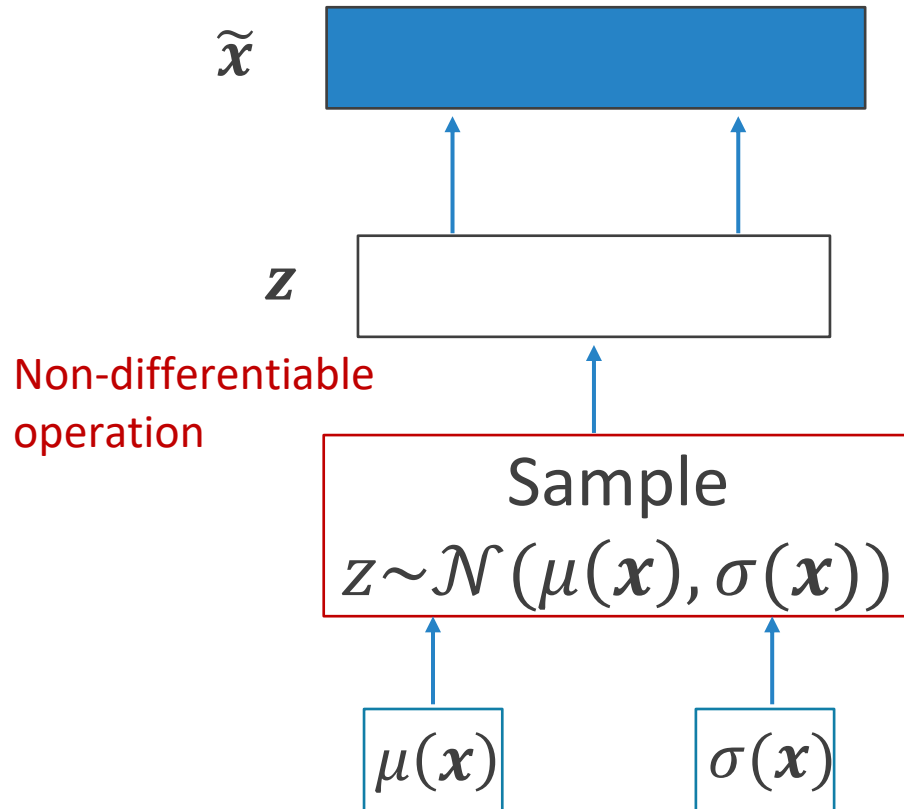 x̃
z
Non-differentiable
operation
Sample
z~𝒩(μ(x), σ(x))
μ(x)
σ(x)